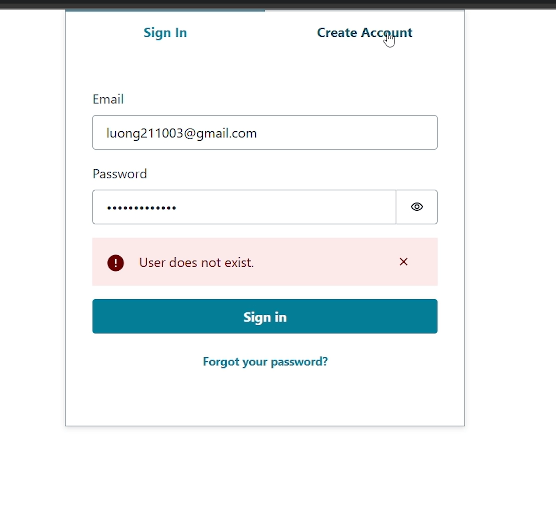 Sign In
Create Account
Email
luong211003@gmail.com
Password
•••••••••••••
User does not exist.
Sign in
Forgot your password?